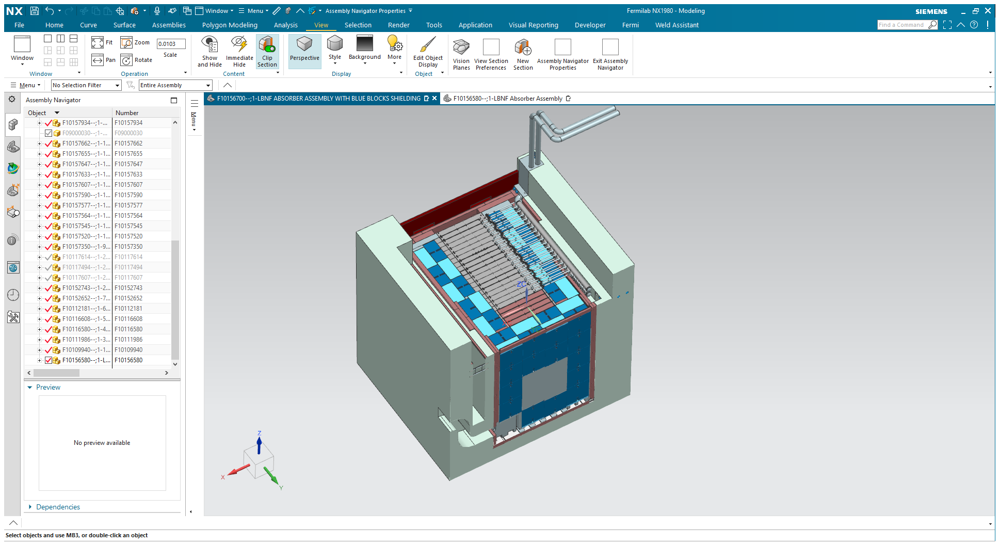 NX
Window
Menu
Assembly Navigator Properties
Fermilab NX1980 - Modeling
SIEMENS
File Home Curve Surface Assemblies Polygon Modeling Analysis View Selection Render Tools Application Visual Reporting Developer Fermi Weld Assistant
Find a Command
Window
Window
Fit
Pan
Zoom
Rotate
0.0103
Scale
Operation
Show and Hide
Immediate Hide
Clip Section
Content
Perspective
Style
Background
More
Display
Edit Object Display
Object
Vision Planes
View Section Preferences
New Section
Assembly Navigator Properties
Exit Assembly Navigator
Menu
No Selection Filter
Entire Assembly
Assembly Navigator
Object Number
F10157934--;1-... F10157934
F09000030--;1-... F09000030
F10157662--;1-1... F10157662
F10157655--;1-1... F10157655
F10157647--;1-1... F10157647
F10157633--;1-1... F10157633
F10157607--;1-1... F10157607
F10157590--;1-1... F10157590
F10157577--;1-1... F10157577
F10157564--;1-1... F10157564
F10157545--;1-1... F10157545
F10157520--;1-1... F10157520
F10157350--;1-9... F10157350
F10117614--;1-2... F10117614
F10117494--;1-2... F10117494
F10117607--;1-2... F10117607
F10152743--;1-2... F10152743
F10152652--;1-7... F10152652
F10112181--;1-6... F10112181
F10116608--;1-5... F10116608
F10116580--;1-4... F10116580
F10111986--;1-3... F10111986
F10109940--;1-1... F10109940
F10156580--;1-L... F10156580
Preview
No preview available
Dependencies
Menu
F10156700--;1-LBNF ABSORBER ASSEMBLY WITH BLUE BLOCKS SHIELDING
F10156580--;1-LBNF Absorber Assembly
ZC
YC
Z
X
Y
Select objects and use MB3, or double-click an object